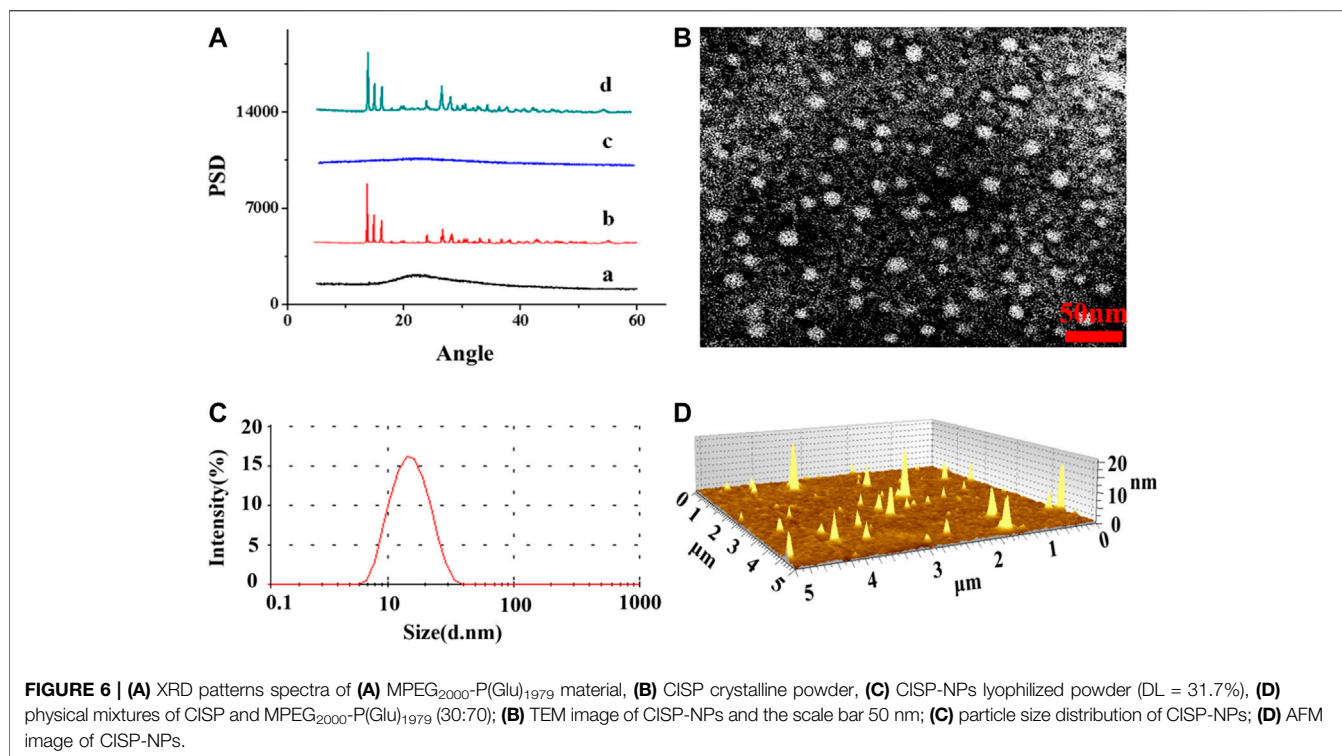 A
d
14000
c
PSD
7000
b
a
0
0 20 40 60
Angle
B
50nm
C
20
15
10
5
0
Intensity(%)
0.1 10 100 1000
Size(d.nm)
D
20
10
0
nm
0 1 2 3 4 5
μm
5 4 3 2 1 0
μm
FIGURE 6 | (A) XRD patterns spectra of (A) MPEG2000-P(Glu)1979 material, (B) CISP crystalline powder, (C) CISP-NPs lyophilized powder (DL = 31.7%), (D)
physical mixtures of CISP and MPEG2000-P(Glu)1979 (30:70); (B) TEM image of CISP-NPs and the scale bar 50 nm; (C) particle size distribution of CISP-NPs; (D) AFM
image of CISP-NPs.